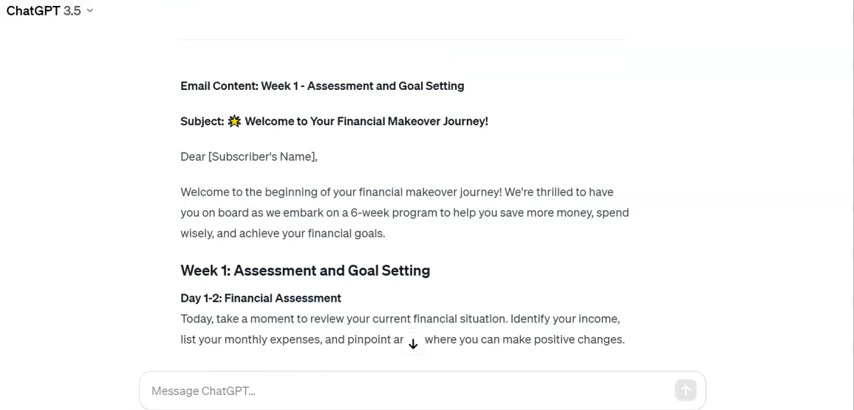 ChatGPT 3.5
Email Content: Week 1 - Assessment and Goal Setting
Subject: Welcome to Your Financial Makeover Journey!
Dear [Subscriber's Name],
Welcome to the beginning of your financial makeover journey! We're thrilled to have
you on board as we embark on a 6-week program to help you save more money, spend
wisely, and achieve your financial goals.
Week 1: Assessment and Goal Setting
Day 1-2: Financial Assessment
Today, take a moment to review your current financial situation. Identify your income,
list your monthly expenses, and pinpoint where you can make positive changes.
Message ChatGPT...